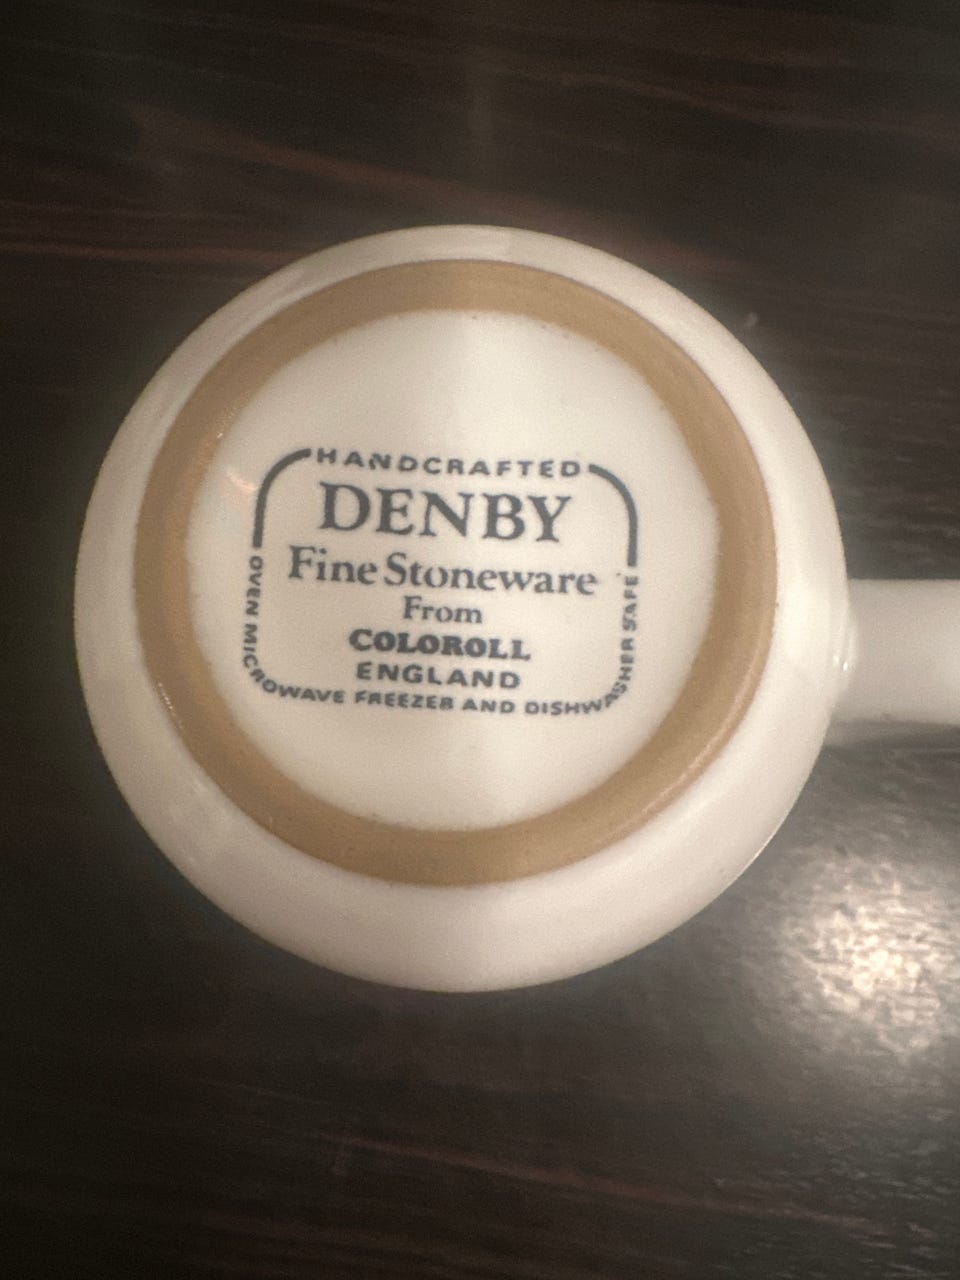 HANDCRAFTED
DENBY
Fine Stoneware
From
COLOROLL
ENGLAND
OVEN MICROWAVE FREEZER AND DISHWASHER SAFE